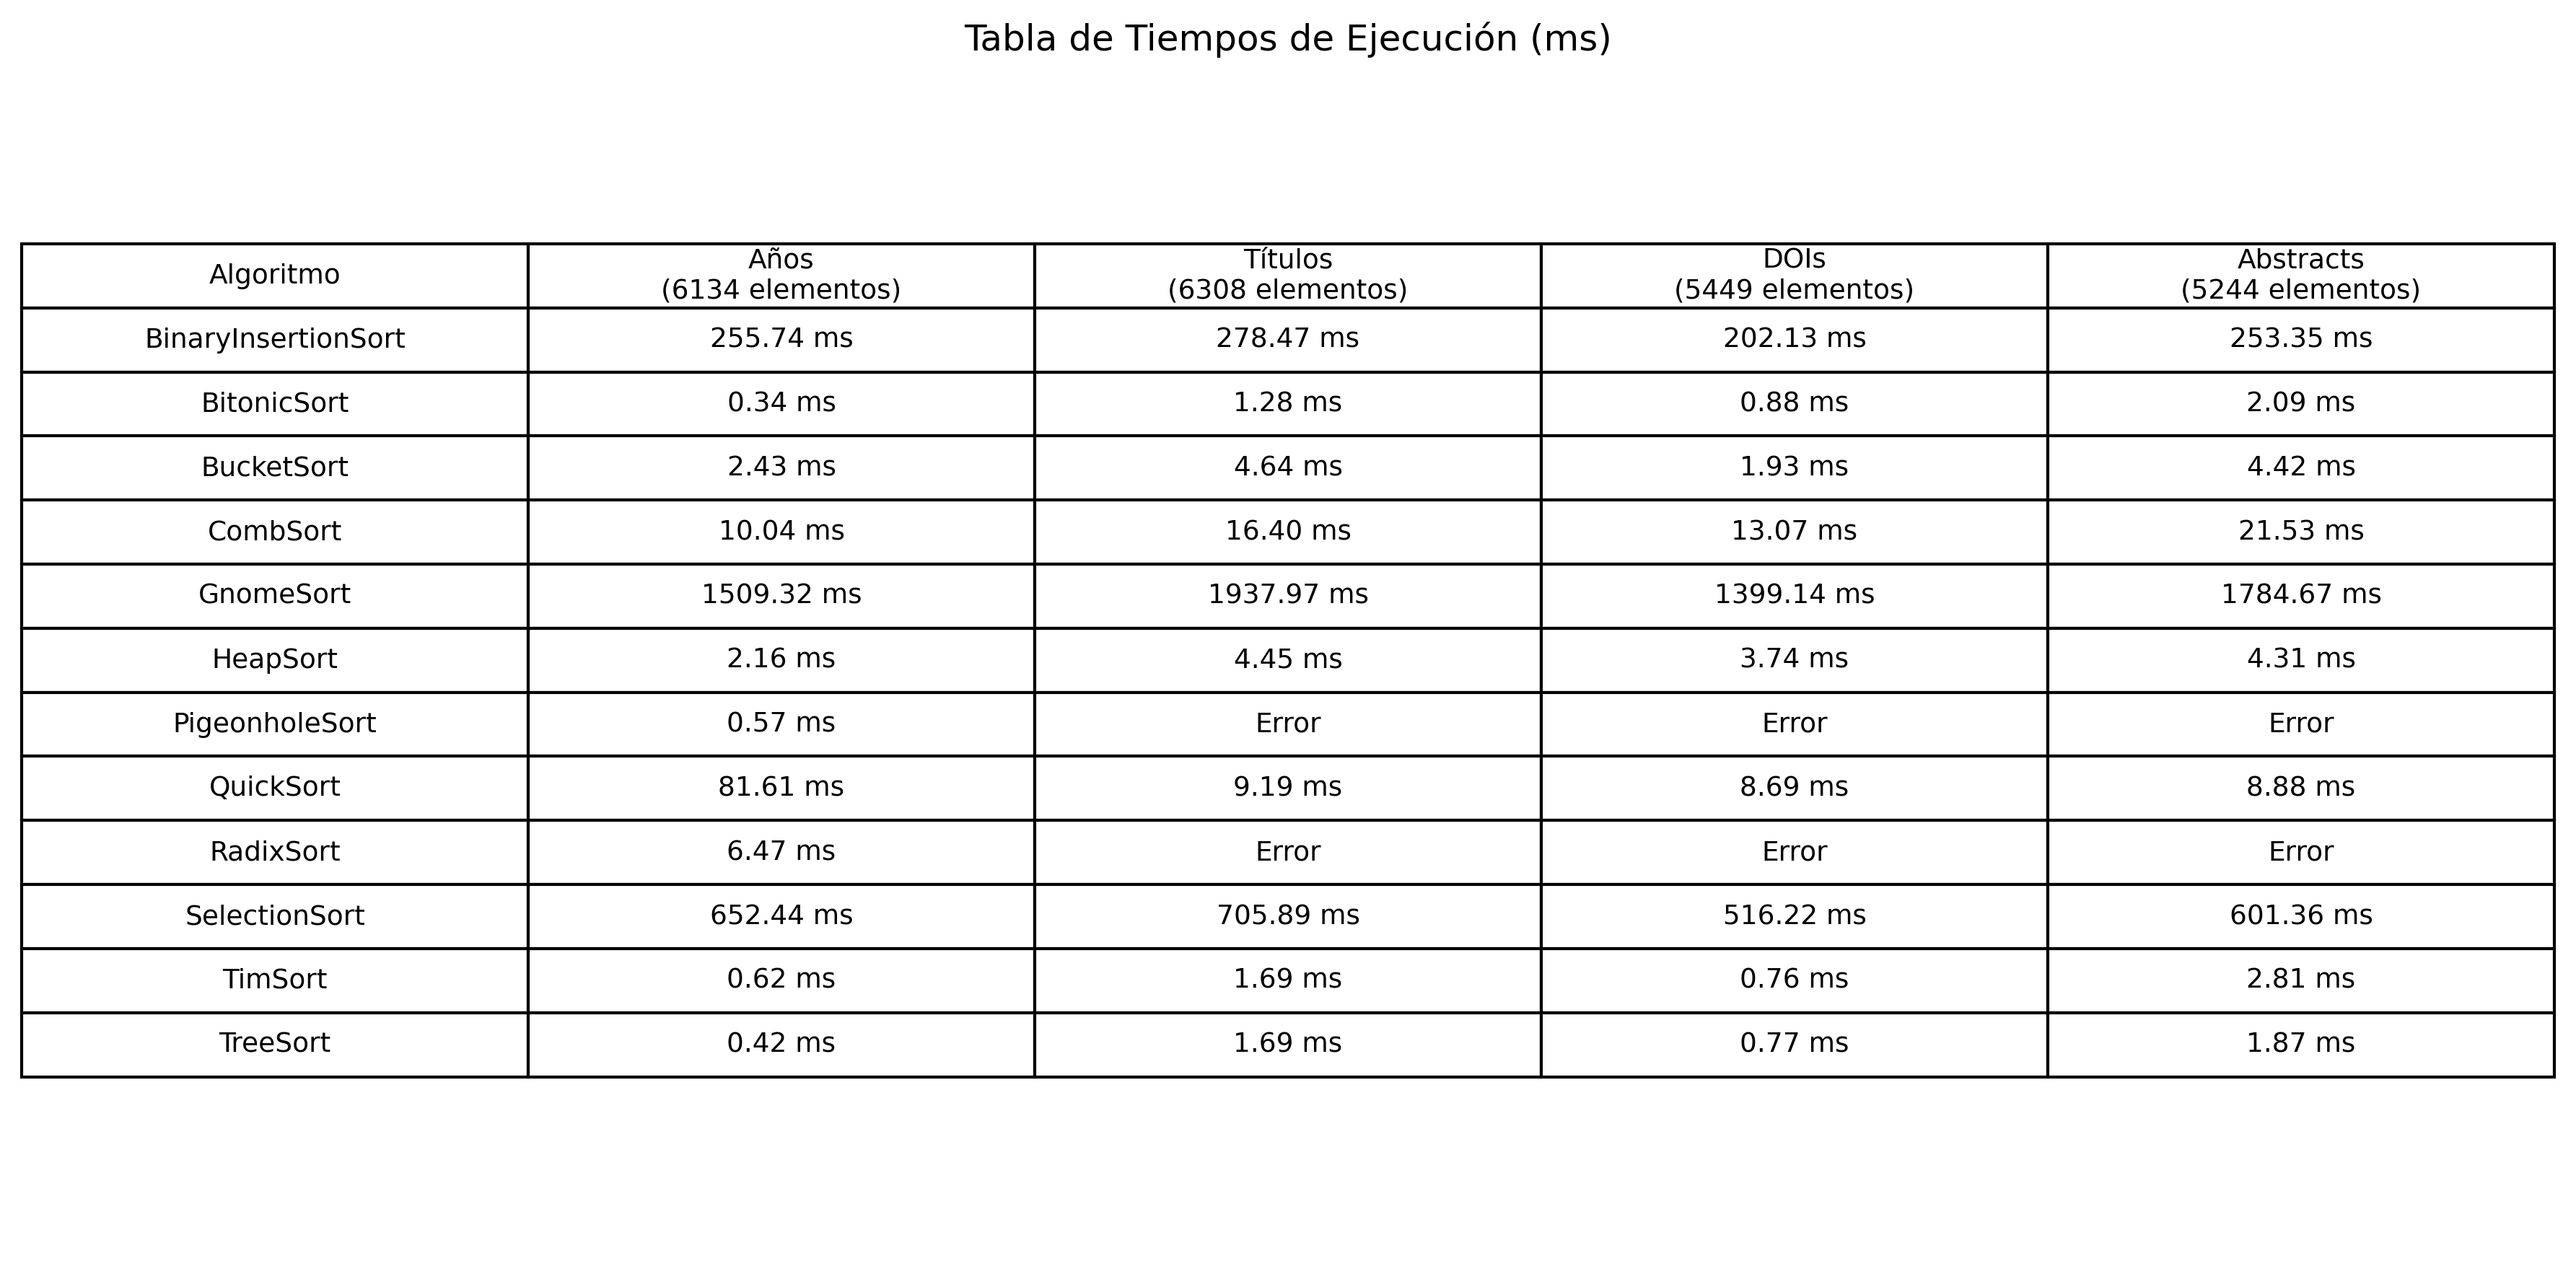 Tabla de Tiempos de Ejecución (ms)
Algoritmo
Años
(6134 elementos)
Títulos
(6308 elementos)
DOIs
(5449 elementos)
Abstracts
(5244 elementos)
BinaryInsertionSort 255.74 ms 278.47 ms 202.13 ms 253.35 ms
BitonicSort 0.34 ms 1.28 ms 0.88 ms 2.09 ms
BucketSort 2.43 ms 4.64 ms 1.93 ms 4.42 ms
CombSort 10.04 ms 16.40 ms 13.07 ms 21.53 ms
GnomeSort 1509.32 ms 1937.97 ms 1399.14 ms 1784.67 ms
HeapSort 2.16 ms 4.45 ms 3.74 ms 4.31 ms
PigeonholeSort 0.57 ms Error Error Error
QuickSort 81.61 ms 9.19 ms 8.69 ms 8.88 ms
RadixSort 6.47 ms Error Error Error
SelectionSort 652.44 ms 705.89 ms 516.22 ms 601.36 ms
TimSort 0.62 ms 1.69 ms 0.76 ms 2.81 ms
TreeSort 0.42 ms 1.69 ms 0.77 ms 1.87 ms